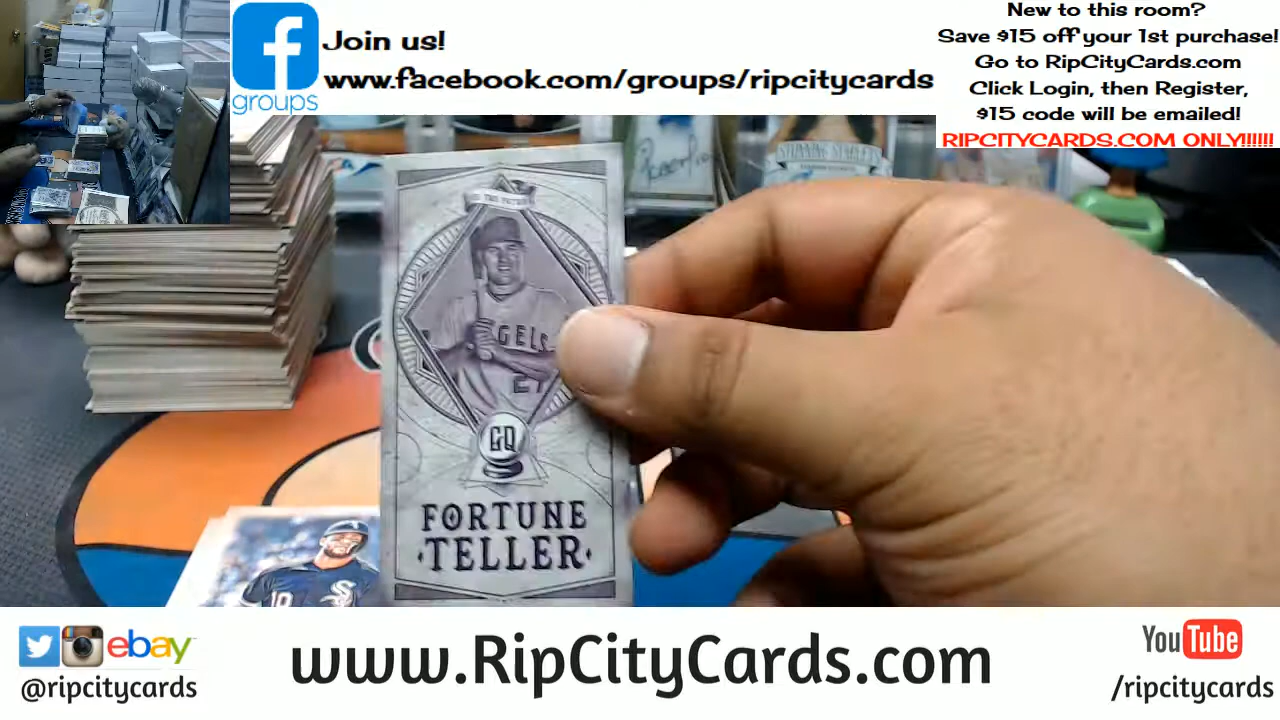 groups
Join us!
www.facebook.com/groups/ripcitycards
New to this room?
Save $15 off your 1st purchase!
Go to RipCityCards.com
Click Login, then Register,
$15 code will be emailed!
RIPCITYCARDS.COM ONLY!!!!!!
GELS
27
GQ
FORTUNE
·TELLER·
10
ebay
@ripcitycards
www.RipCityCards.com
YouTube
/ripcitycards